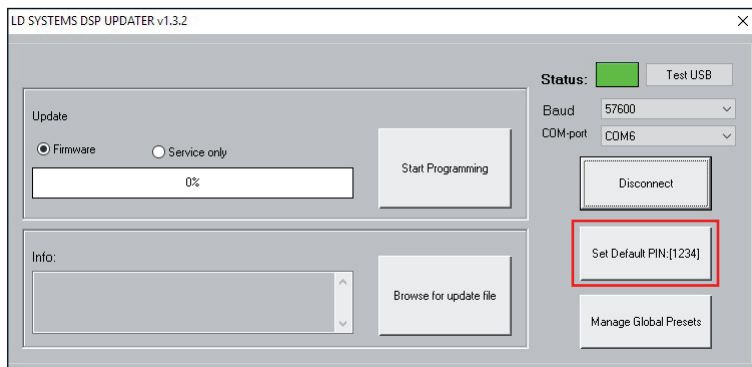 LD SYSTEMS DSP UPDATER v1.3.2
Status:
Test USB
Baud
57600
COM-port
COM6
Update
Firmware
Service only
0%
Start Programming
Disconnect
Set Default PIN:[1234]
Info:
Browse for update file
Manage Global Presets